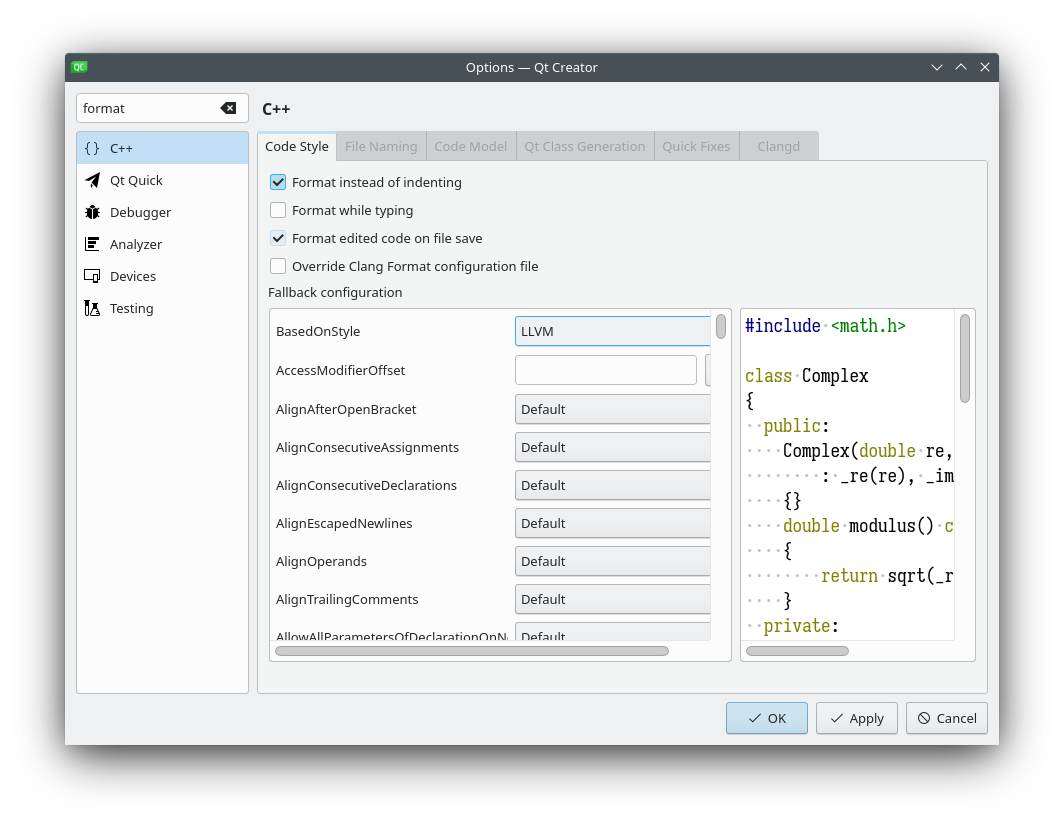 QC
Options — Qt Creator
format
C++
C++
Qt Quick
Debugger
Analyzer
Devices
Testing
Code Style File Naming Code Model Qt Class Generation Quick Fixes Clangd
Format instead of indenting
Format while typing
Format edited code on file save
Override Clang Format configuration file
Fallback configuration
BasedOnStyle LLVM
AccessModifierOffset
AlignAfterOpenBracket Default
AlignConsecutiveAssignments Default
AlignConsecutiveDeclarations Default
AlignEscapedNewlines Default
AlignOperands Default
AlignTrailingComments Default
AllowAllParametersOfDeclarationOnNe Default
#include <math.h>
class Complex
{
public:
Complex(double re,
: _re(re), _im
{}
double modulus() c
{
return sqrt(_r
}
private:
OK Apply Cancel